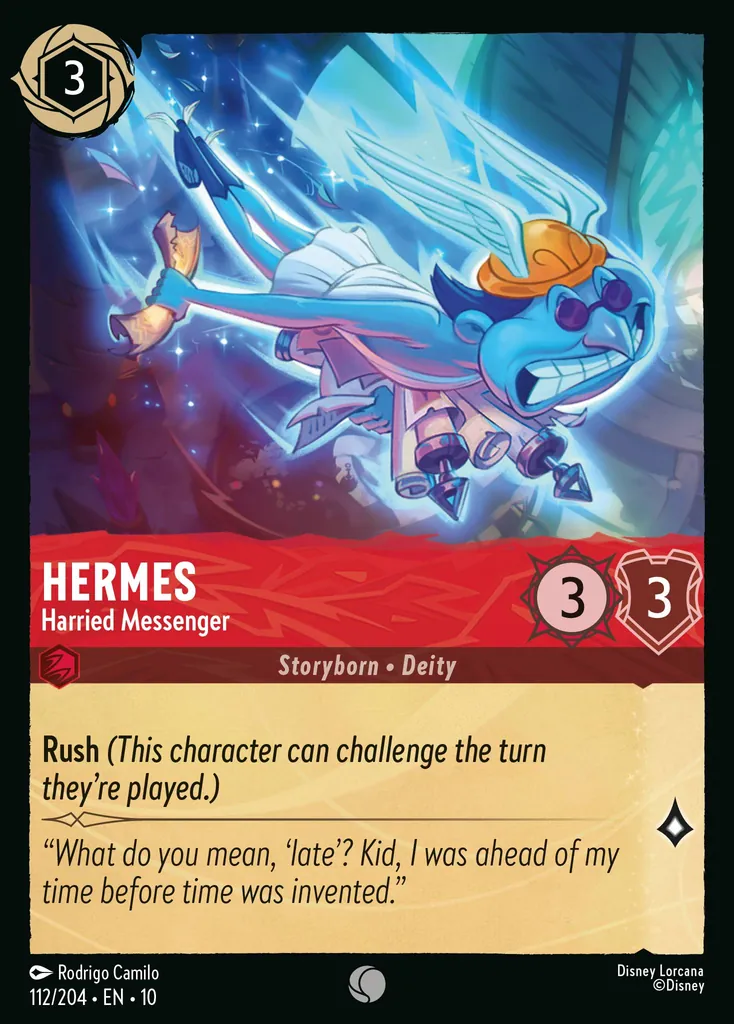 3
HERMES
Harried Messenger
3
3
Storyborn • Deity
Rush (This character can challenge the turn
they’re played.)
“What do you mean, ‘late’? Kid, I was ahead of my
time before time was invented.”
Rodrigo Camilo
112/204 • EN • 10
Disney Lorcana
©Disney